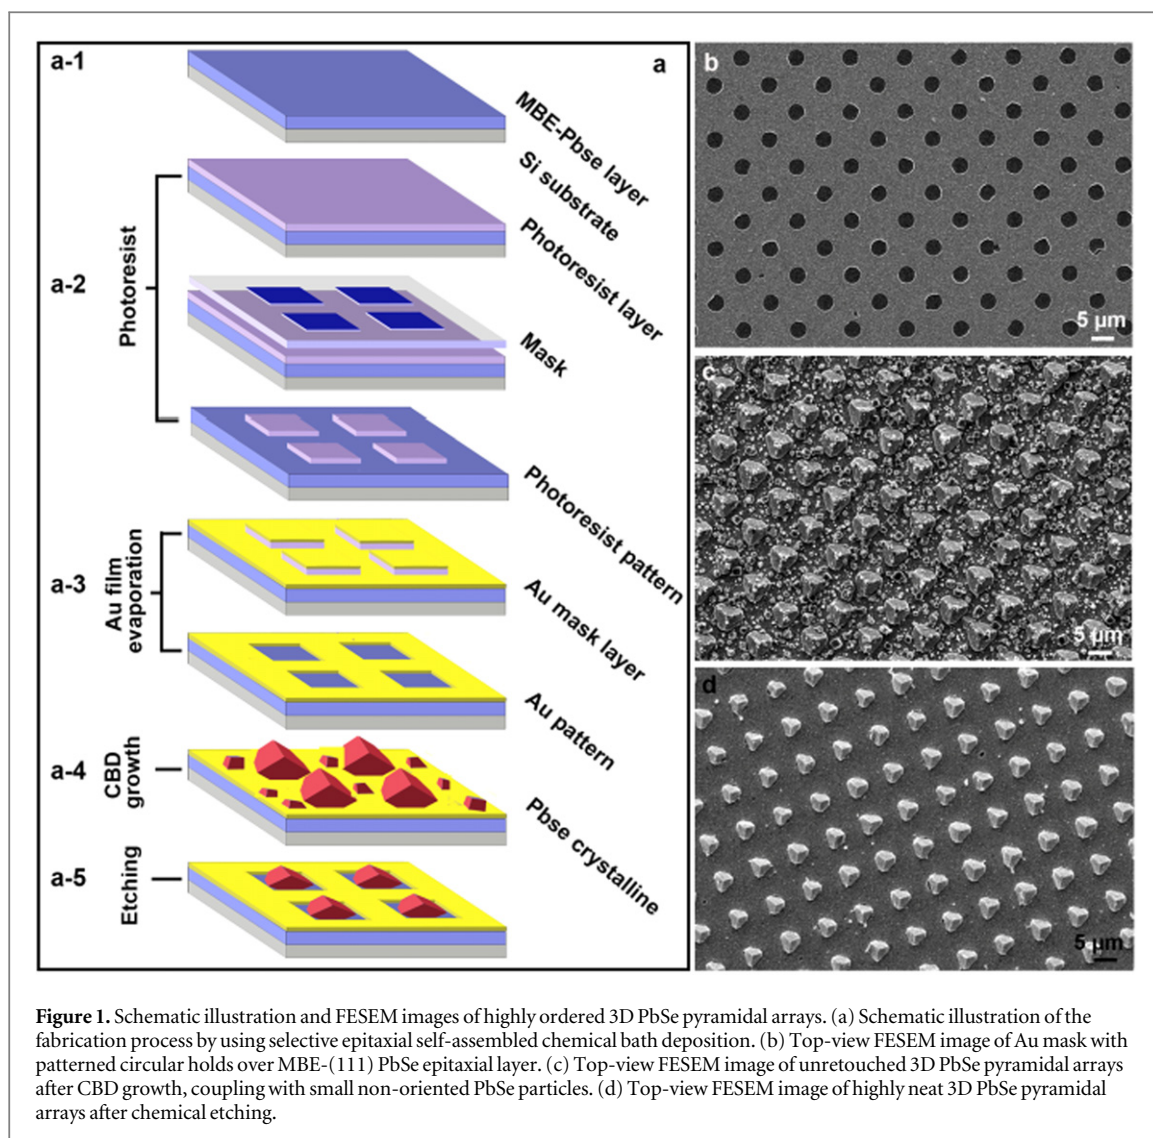 a-1
a
MBE-Pbse layer
Si substrate
Photoresist
a-2
Photoresist layer
Mask
Photoresist pattern
a-3
Au film
evaporation
Au mask layer
Au pattern
a-4
CBD
growth
Pbse crystalline
a-5
Etching
b
5 μm
c
5 μm
d
5 μm
Figure 1. Schematic illustration and FESEM images of highly ordered 3D PbSe pyramidal arrays. (a) Schematic illustration of the
fabrication process by using selective epitaxial self-assembled chemical bath deposition. (b) Top-view FESEM image of Au mask with
patterned circular holds over MBE-(111) PbSe epitaxial layer. (c) Top-view FESEM image of unretouched 3D PbSe pyramidal arrays
after CBD growth, coupling with small non-oriented PbSe particles. (d) Top-view FESEM image of highly neat 3D PbSe pyramidal
arrays after chemical etching.